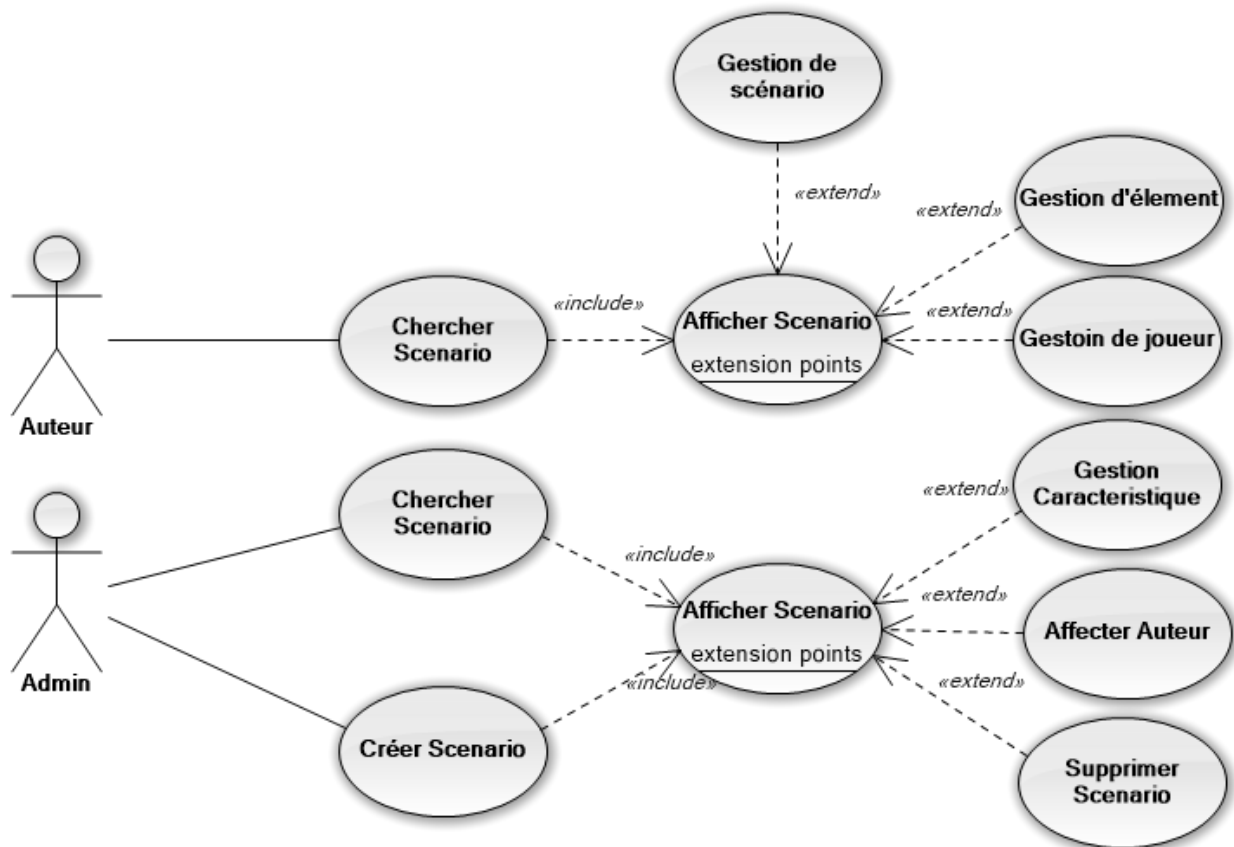 Gestion de
scénario
«extend»
«extend»
Gestion d'élement
«include»
Chercher
Scenario
Afficher Scenario
extension points
«extend»
Gestoin de joueur
Auteur
Chercher
Scenario
«extend»
Gestion
Caracteristique
«include»
Afficher Scenario
extension points
«extend»
Affecter Auteur
Admin
«include»
«extend»
Créer Scenario
Supprimer
Scenario